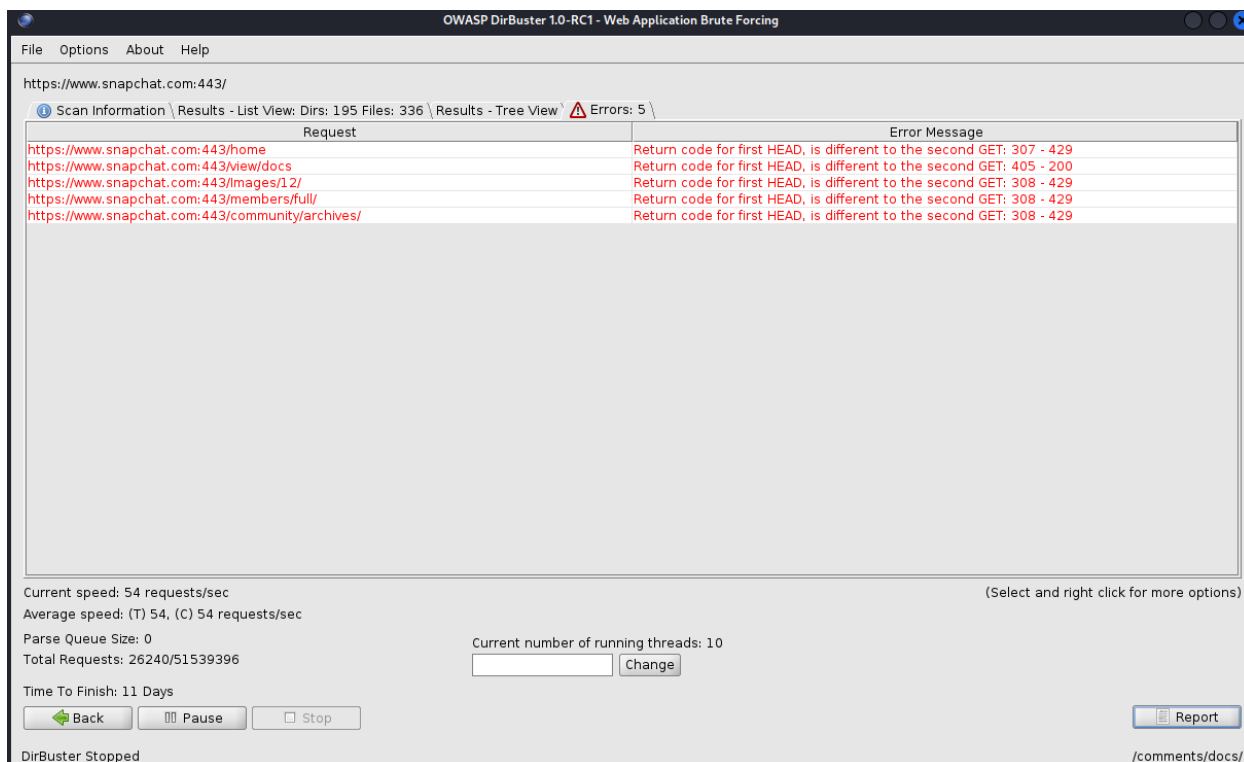 OWASP DirBuster 1.0-RC1 - Web Application Brute Forcing
File Options About Help
https://www.snapchat.com:443/
Scan Information \ Results - List View: Dirs: 195 Files: 336 \ Results - Tree View \ Errors: 5 \
Request Error Message
https://www.snapchat.com:443/home Return code for first HEAD, is different to the second GET: 307 - 429
https://www.snapchat.com:443/view/docs Return code for first HEAD, is different to the second GET: 405 - 200
https://www.snapchat.com:443/Images/12/ Return code for first HEAD, is different to the second GET: 308 - 429
https://www.snapchat.com:443/members/full/ Return code for first HEAD, is different to the second GET: 308 - 429
https://www.snapchat.com:443/community/archives/ Return code for first HEAD, is different to the second GET: 308 - 429
Current speed: 54 requests/sec (Select and right click for more options)
Average speed: (T) 54, (C) 54 requests/sec
Parse Queue Size: 0 Current number of running threads: 10
Total Requests: 26240/51539396 Change
Time To Finish: 11 Days
Back Pause Stop Report
DirBuster Stopped /comments/docs/